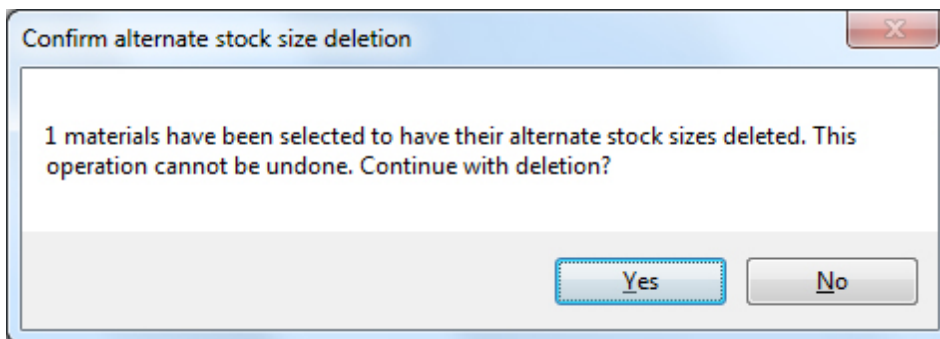 Confirm alternate stock size deletion
1 materials have been selected to have their alternate stock sizes deleted. This
operation cannot be undone. Continue with deletion?
Yes
No